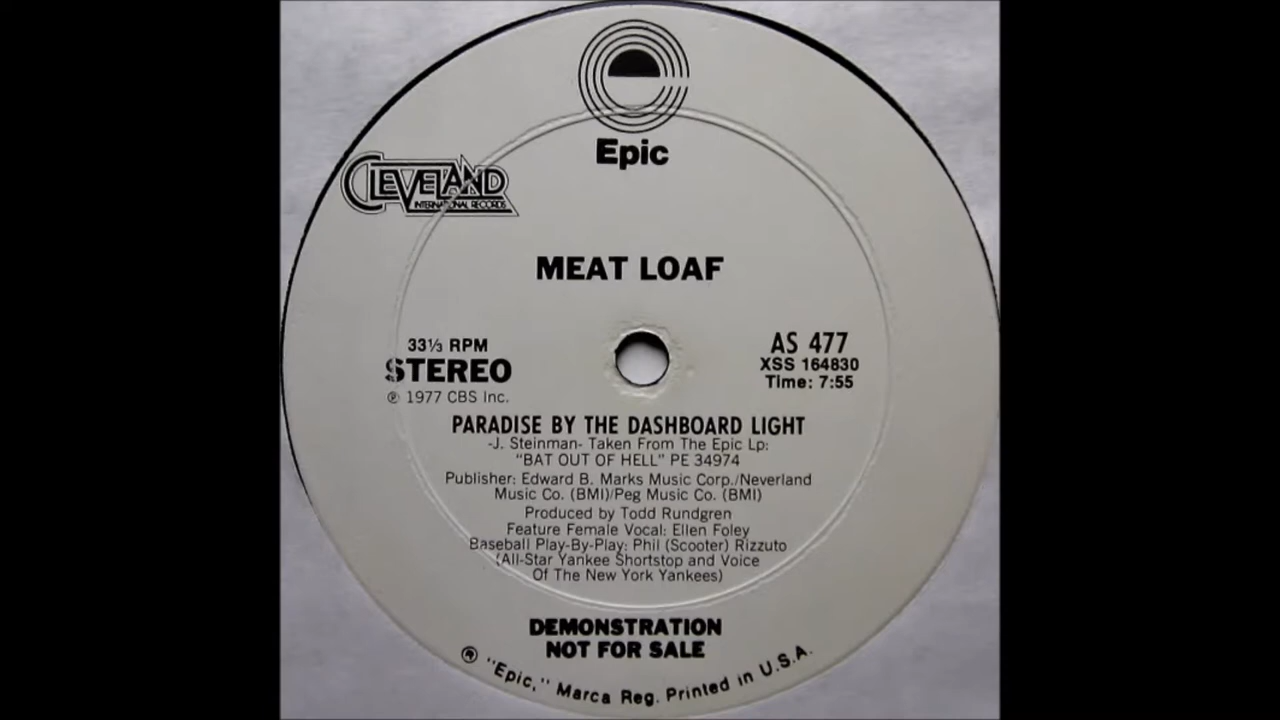 Epic
CLEVELAND
INTERNATIONAL RECORDS
MEAT LOAF
33⅓ RPM
STEREO
℗ 1977 CBS Inc.
AS 477
XSS 164830
Time: 7:55
PARADISE BY THE DASHBOARD LIGHT
-J. Steinman- Taken From The Epic Lp:
"BAT OUT OF HELL" PE 34974
Publisher: Edward B. Marks Music Corp./Neverland
Music Co. (BMI)/Peg Music Co. (BMI)
Produced by Todd Rundgren
Feature Female Vocal: Ellen Foley
Baseball Play-By-Play: Phil (Scooter) Rizzuto
(All-Star Yankee Shortstop and Voice
Of The New York Yankees)
DEMONSTRATION
NOT FOR SALE
® "Epic," Marca Reg. Printed in U.S.A.